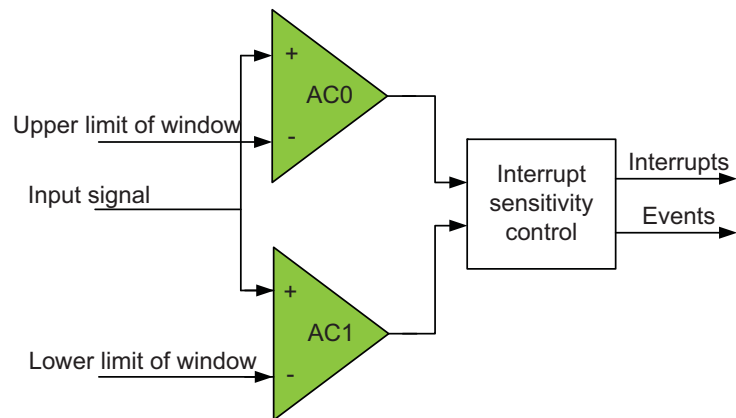 +
AC0
-
Upper limit of window
Input signal
Interrupt
sensitivity
control
Interrupts
Events
+
AC1
-
Lower limit of window